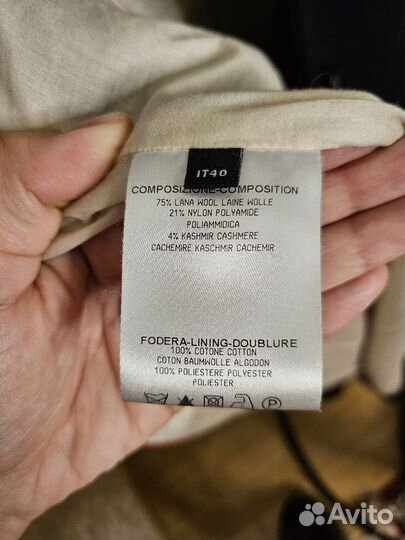 IT40
COMPOSIZIONE-COMPOSITION
75% LANA WOOL LAINE WOLLE
21% NYLON POLYAMIDE
POLIAMMIDICA
4% KASHMIR CASHMERE
CACHEMIRE KASCHMIR CACHEMIR
FODERA-LINING-DOUBLURE
100% COTONE COTTON
COTON BAUMWOLLE ALGODON
100% POLIESTERE POLYESTER
POLIESTER
P
Avito